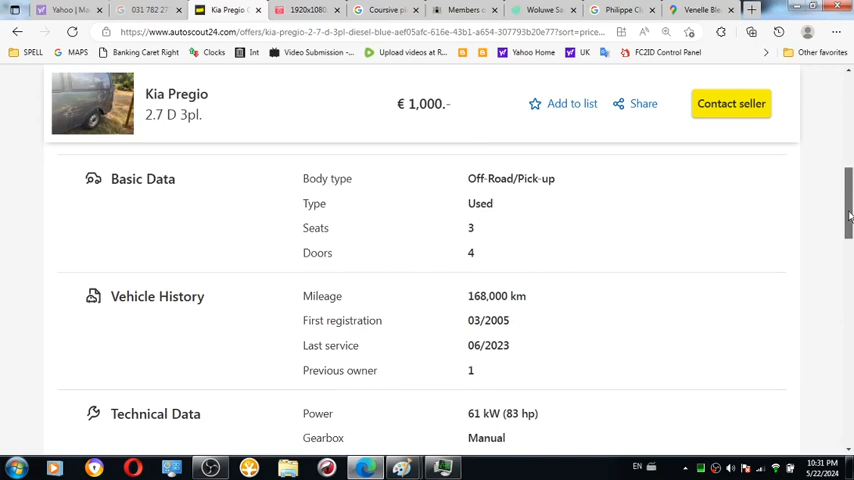 Yahoo | Ma
031 782 27
Kia Pregio
1920x1080
Coursive pi
Members o
Woluwe Sa
Philippe Cl
Venelle Ble
https://www.autoscout24.com/offers/kia-pregio-2-7-d-3pl-diesel-blue-aef05afc-616e-43b1-a654-307793b20e77?sort=price...
SPELL
MAPS
Banking Caret Right
Clocks
Int
Video Submission -...
Upload videos at R...
Yahoo Home
UK
FC2ID Control Panel
Other favorites
Kia Pregio
2.7 D 3pl.
€ 1,000.-
Add to list
Share
Contact seller
Basic Data
Body type Off-Road/Pick-up
Type Used
Seats 3
Doors 4
Vehicle History
Mileage 168,000 km
First registration 03/2005
Last service 06/2023
Previous owner 1
Technical Data
Power 61 kW (83 hp)
Gearbox Manual
EN
10:31 PM
5/22/2024